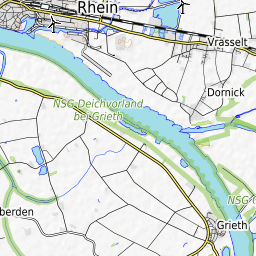 Rhein
Vrasselt
Dornick
NSG Deichvorland
bei Grieth
NSG G
berden
Grieth